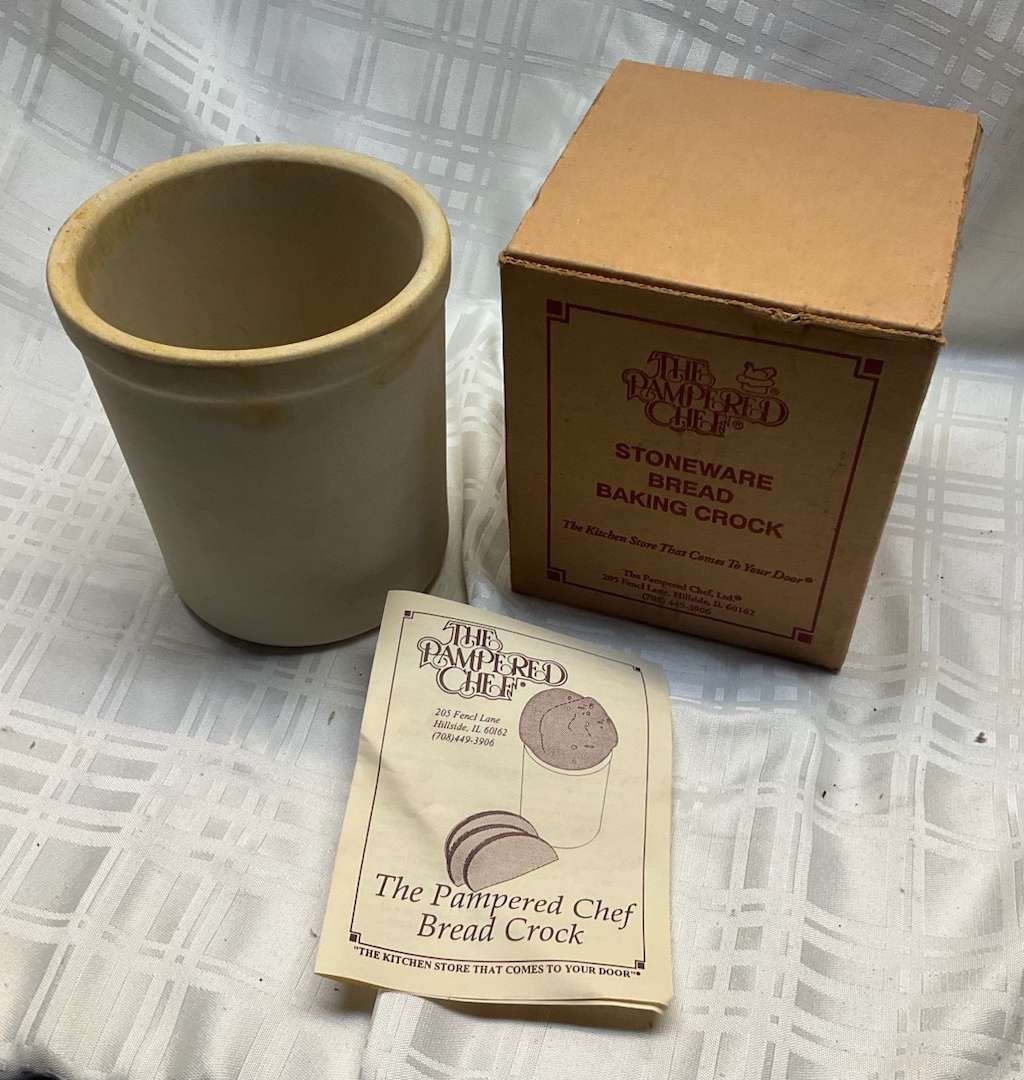 THE
PAMPERED
CHEF®
STONEWARE
BREAD
BAKING CROCK
The Kitchen Store That Comes To Your Door®
The Pampered Chef, Ltd.®
205 Fencl Lane, Hillside, IL 60162
(708) 449-3906
THE
PAMPERED
CHEF®
205 Fencl Lane
Hillside, IL 60162
(708)449-3906
The Pampered Chef
Bread Crock
"THE KITCHEN STORE THAT COMES TO YOUR DOOR"®